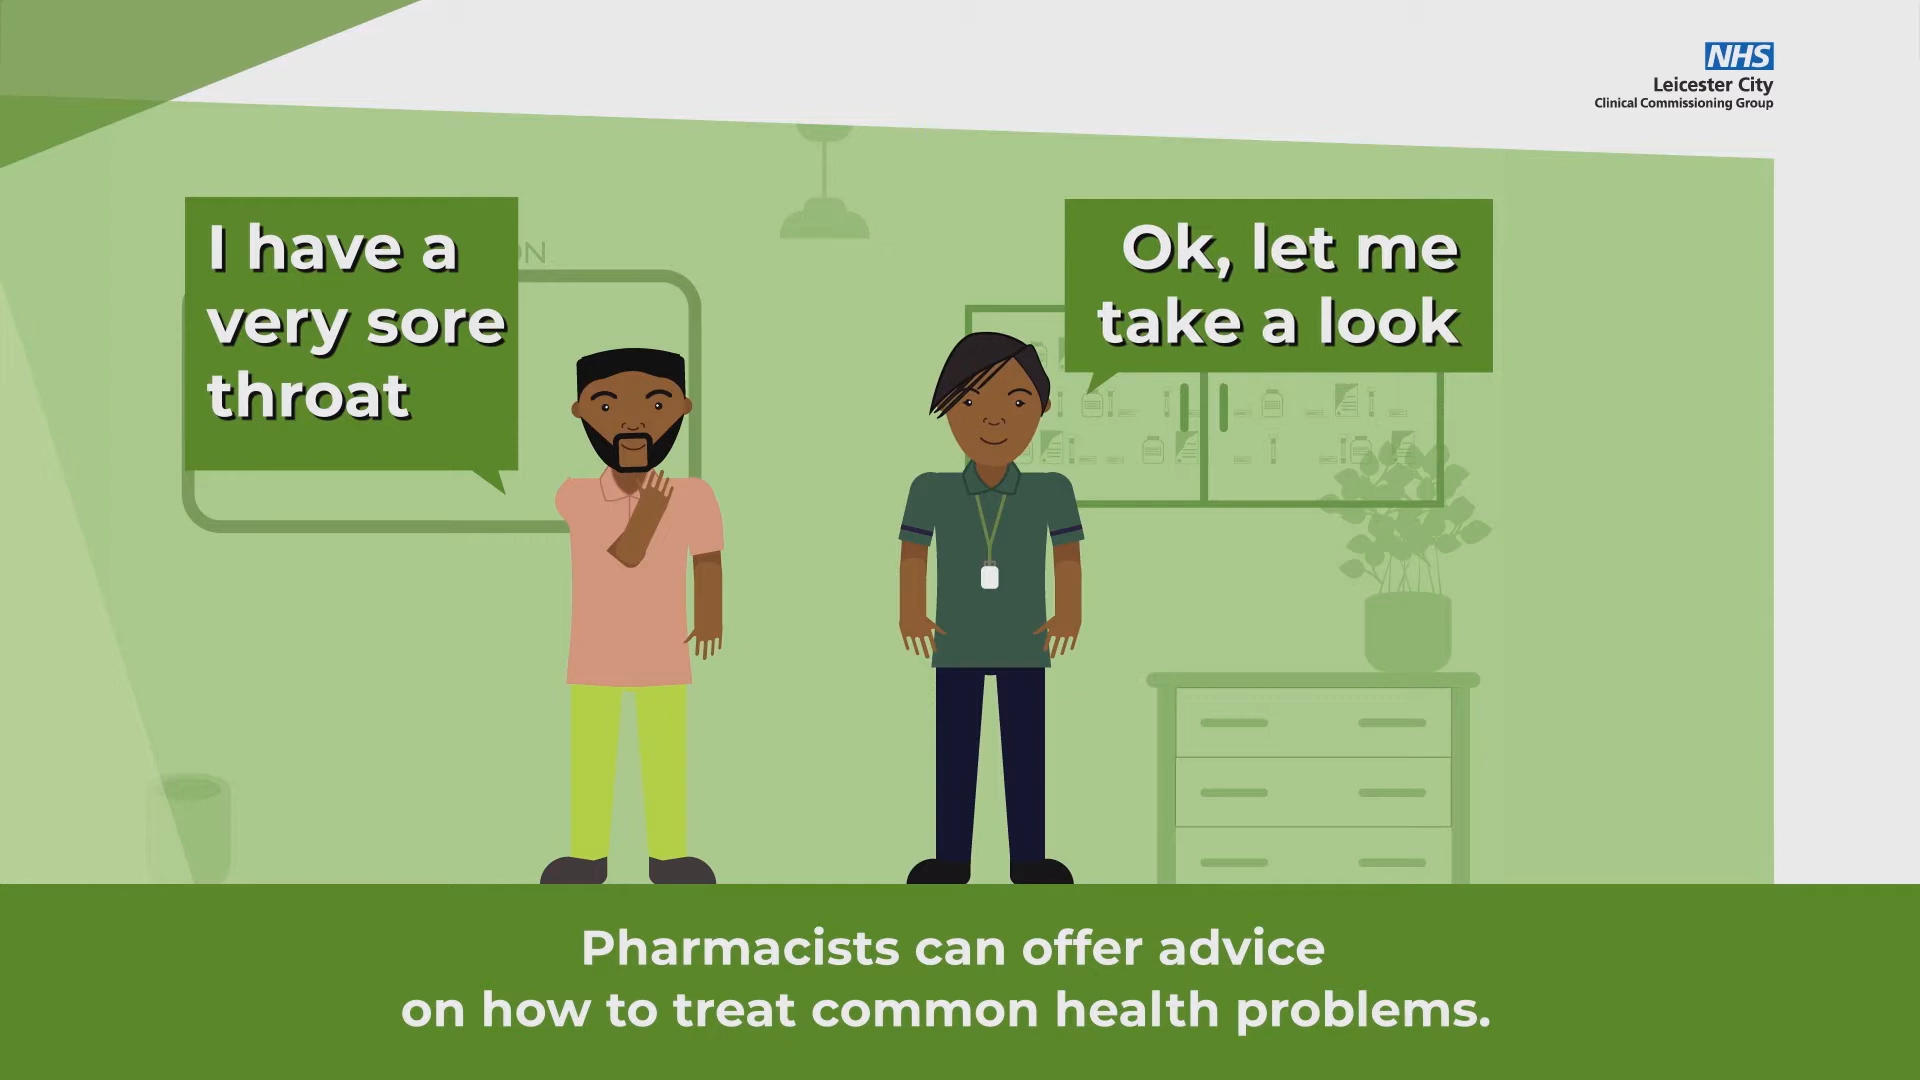 NHS
Leicester City
Clinical Commissioning Group
I have a
very sore
throat
Ok, let me
take a look
Pharmacists can offer advice
on how to treat common health problems.